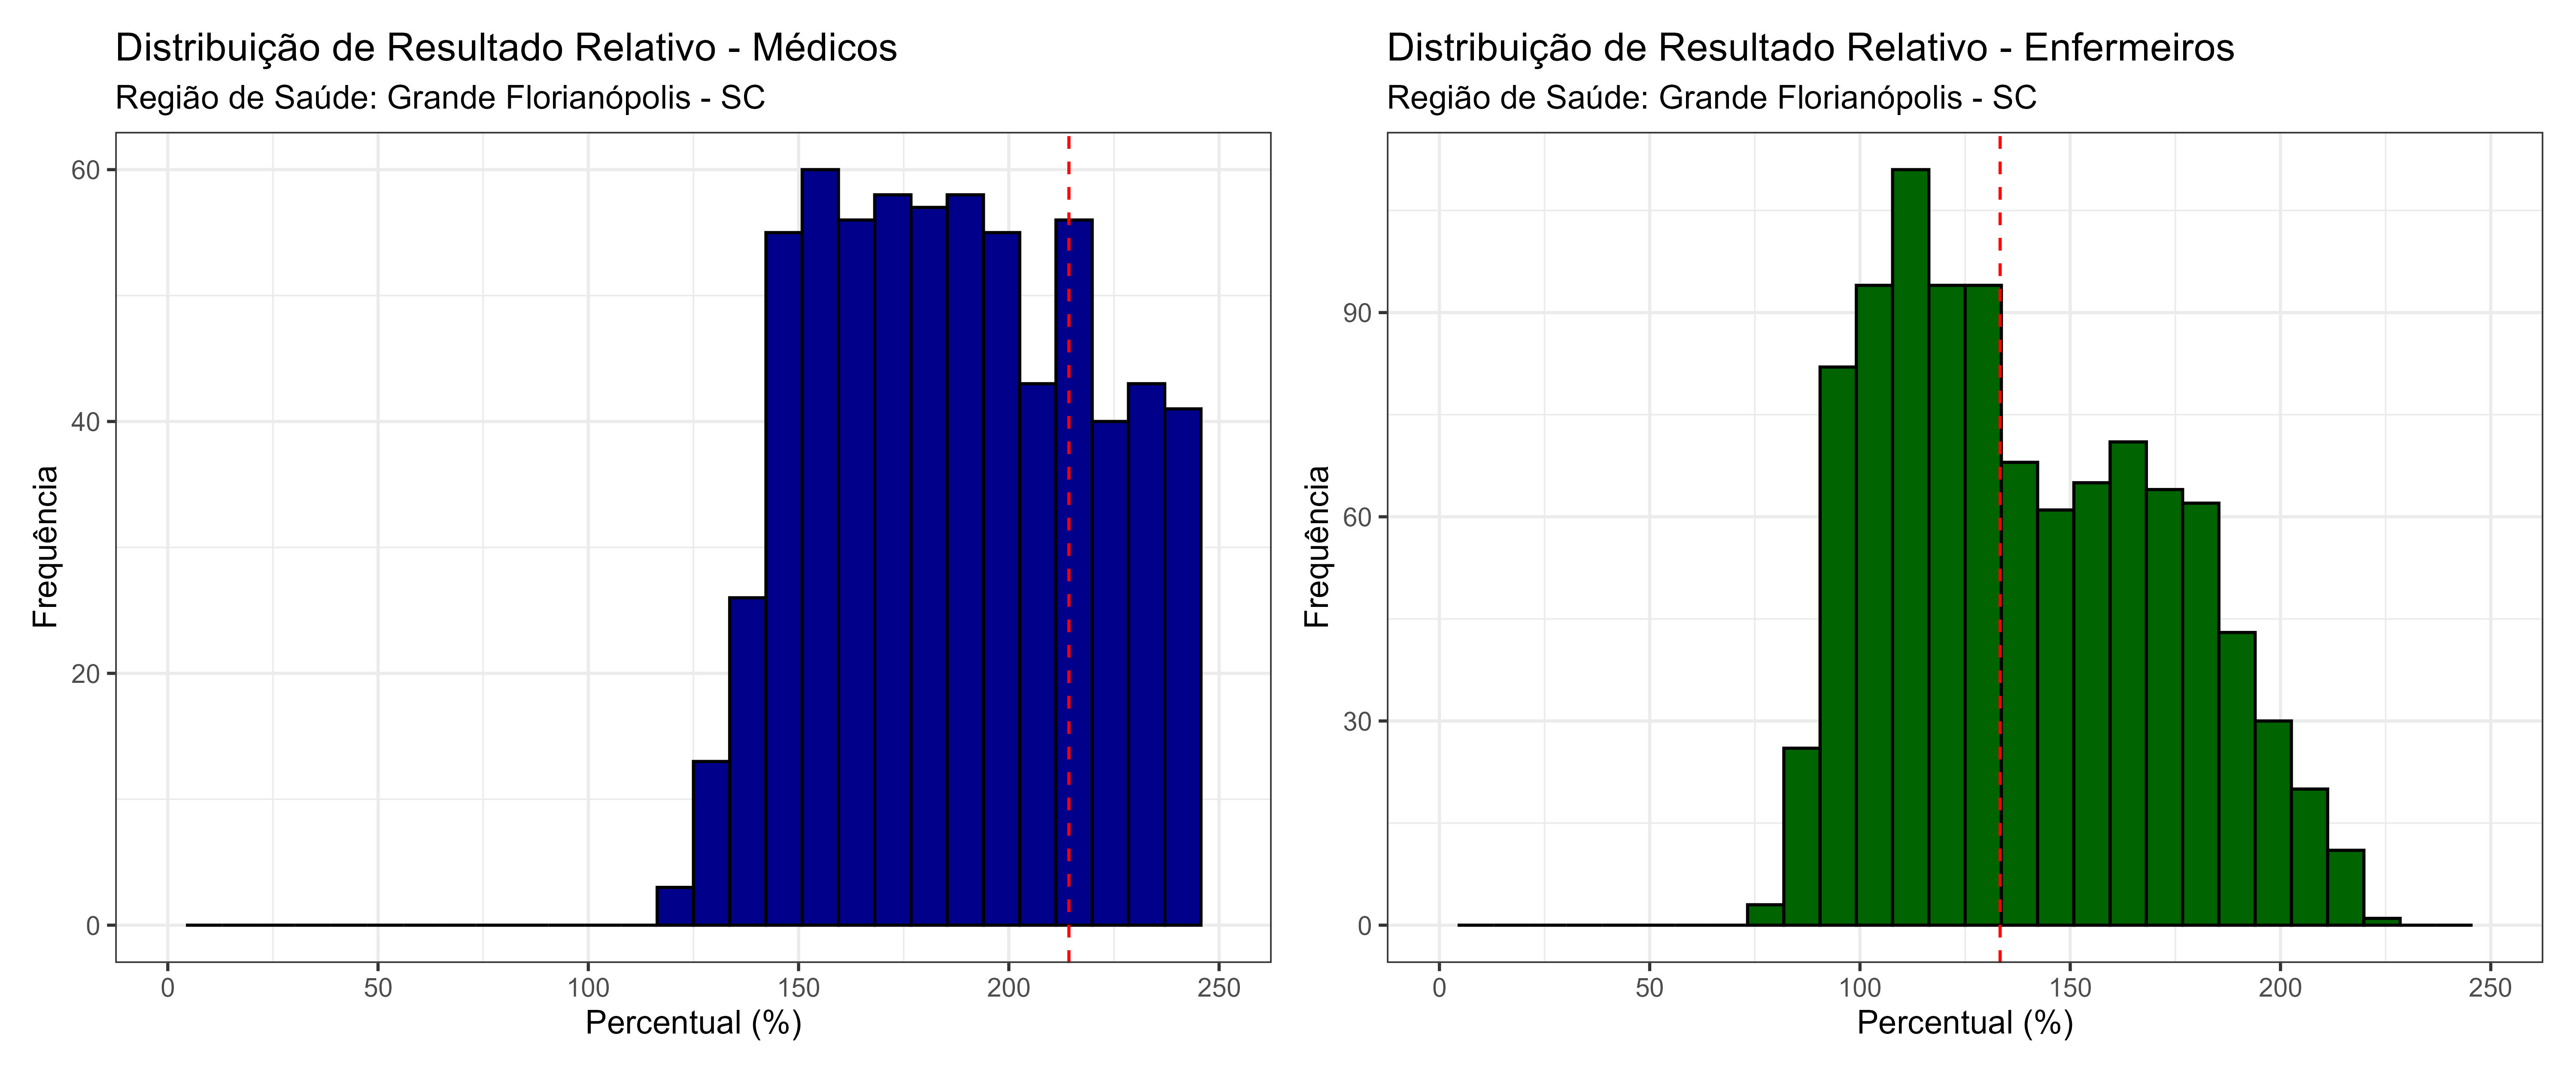 Distribuição de Resultado Relativo - Médicos
Região de Saúde: Grande Florianópolis - SC
Frequência
60
40
20
0
0 50 100 150 200 250
Percentual (%)
Distribuição de Resultado Relativo - Enfermeiros
Região de Saúde: Grande Florianópolis - SC
Frequência
90
60
30
0
0 50 100 150 200 250
Percentual (%)